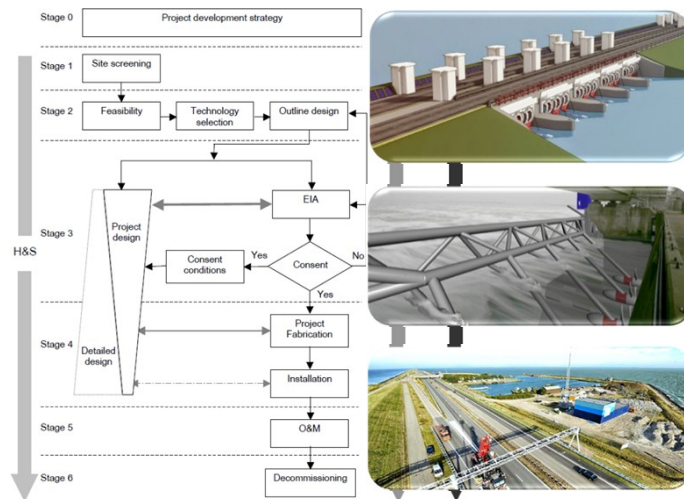 Stage 0
Project development strategy
Stage 1
Site screening
Stage 2
Feasibility
Technology
selection
Outline design
H&S
Stage 3
Project
design
EIA
Consent
conditions
Yes
Consent
No
Yes
Stage 4
Detailed
design
Project
Fabrication
Installation
Stage 5
O&M
Stage 6
Decommissioning